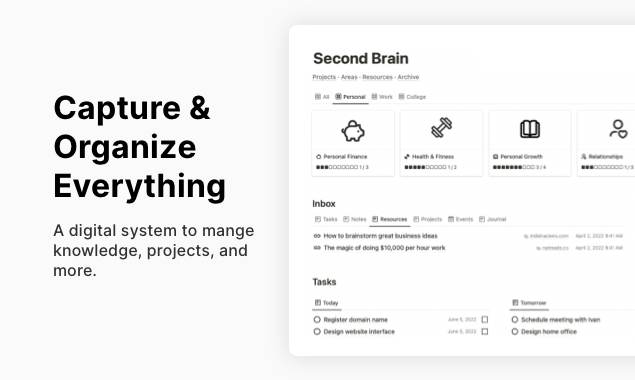 Capture &
Organize
Everything
A digital system to mange
knowledge, projects, and
more.
Second Brain
Projects · Areas · Resources · Archive
All Personal Work College
Personal Finance Health & Fitness Personal Growth Relationships
1 / 3 1 / 2 3 / 4 1 / 3
Inbox
Tasks Notes Resources Projects Events Journal
How to brainstorm great business ideas indiehackers.com April 2, 2022 9:41 AM
The magic of doing $10,000 per hour work April 2, 2022 9:41 AM
Tasks
Today Tomorrow
Register domain name June 5, 2022 Schedule meeting with Ivan
Design website interface June 5, 2022 Design home office